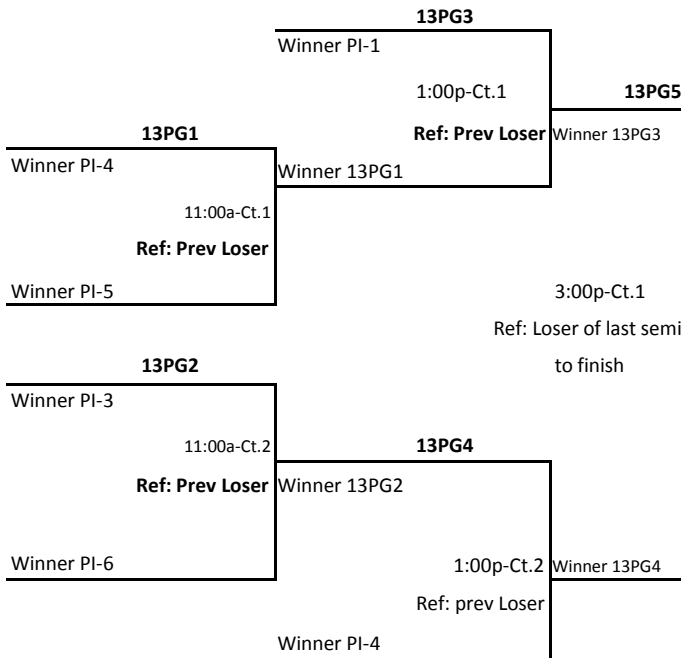 13PG3
Winner PI-1
1:00p-Ct.1
13PG5
13PG1
Ref: Prev Loser
Winner 13PG3
Winner PI-4
Winner 13PG1
11:00a-Ct.1
Ref: Prev Loser
Winner PI-5
3:00p-Ct.1
Ref: Loser of last semi
13PG2
to finish
Winner PI-3
11:00a-Ct.2
13PG4
Ref: Prev Loser
Winner 13PG2
Winner PI-6
1:00p-Ct.2
Winner 13PG4
Ref: prev Loser
Winner PI-4